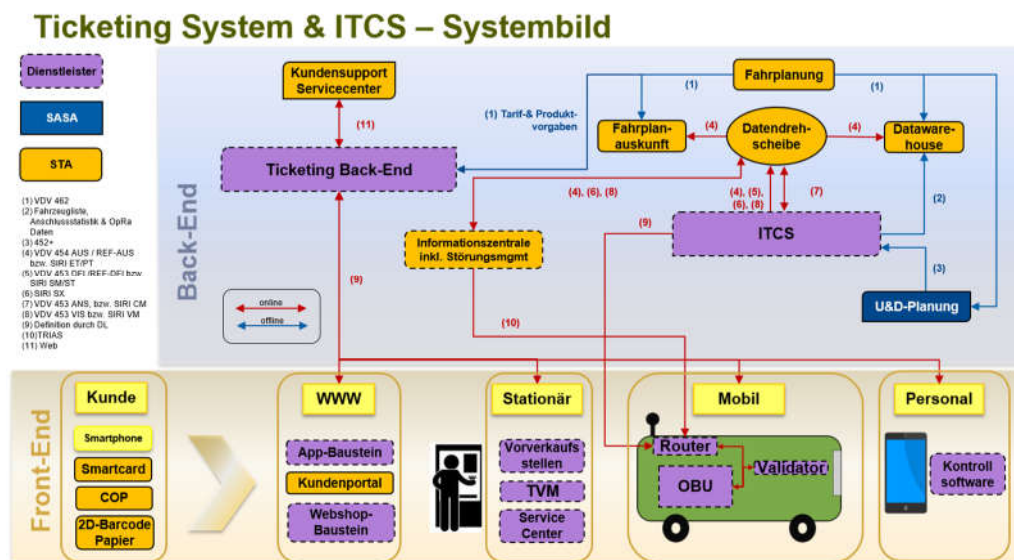 Ticketing System & ITCS – Systembild
Dienstleister
SASA
STA
(1) VDV 462
(2) Fahrzeugliste,
Anschlussstatistik & OpRa
Daten
(3) 452+
(4) VDV 454 AUS / REF-AUS
bzw. SIRI ET/PT
(5) VDV 453 DFI /REF-DFI bzw
SIRI SM/ST
(6) SIRI SX
(7) VDV 453 ANS, bzw. SIRI CM
(8) VDV 453 VIS bzw. SIRI VM
(9) Definition durch DL
(10)TRIAS
(11) Web
Back-End
Kundensupport
Servicecenter
(11)
Ticketing Back-End
(1) Tarif-& Produkt-
vorgaben
(1)
Fahrplanung
(1)
Fahrplan-
auskunft
(4)
Datendreh-
scheibe
(4)
Dataware-
house
(4), (6), (8)
(4), (5),
(6), (8)
(7)
(2)
(9)
ITCS
Informationszentrale
inkl. Störungsmgmt
(3)
U&D-Planung
(9)
online
offline
(10)
Front-End
Kunde
Smartphone
Smartcard
COP
2D-Barcode
Papier
WWW
App-Baustein
Kundenportal
Webshop-
Baustein
Stationär
Vorverkaufs
stellen
TVM
Service
Center
Mobil
Router
Validator
OBU
Personal
Kontroll
software